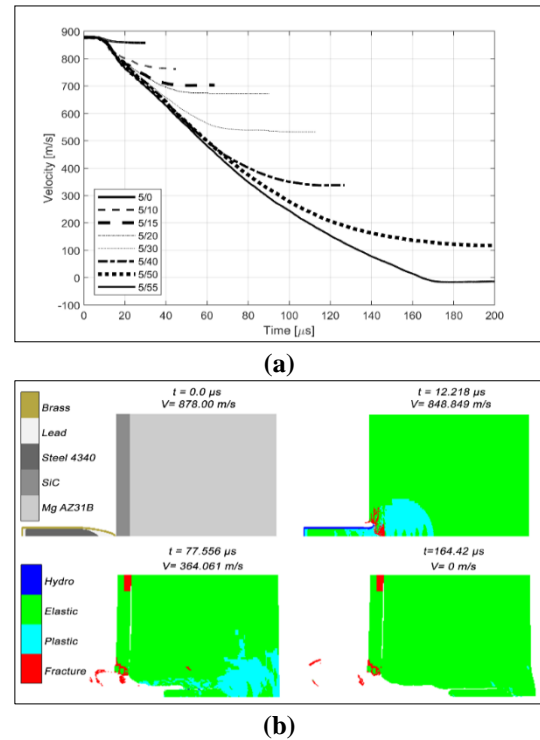 900
800
700
600
500
400
300
200
100
0
-100
Velocity [m/s]
5/0
5/10
5/15
5/20
5/30
5/40
5/50
5/55
0 20 40 60 80 100 120 140 160 180 200
Time [μs]
(a)
t = 0.0 μs
V= 878.00 m/s
t = 12.218 μs
V= 848.849 m/s
Brass
Lead
Steel 4340
SiC
Mg AZ31B
t = 77.556 μs
V= 364.061 m/s
t=164.42 μs
V= 0 m/s
Hydro
Elastic
Plastic
Fracture
(b)